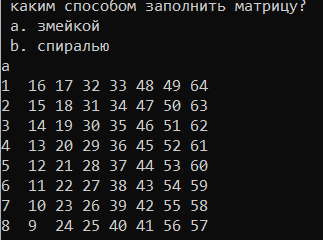 каким способом заполнить матрицу?
a. змейкой
b. спиралью
a
1 16 17 32 33 48 49 64
2 15 18 31 34 47 50 63
3 14 19 30 35 46 51 62
4 13 20 29 36 45 52 61
5 12 21 28 37 44 53 60
6 11 22 27 38 43 54 59
7 10 23 26 39 42 55 58
8 9 24 25 40 41 56 57